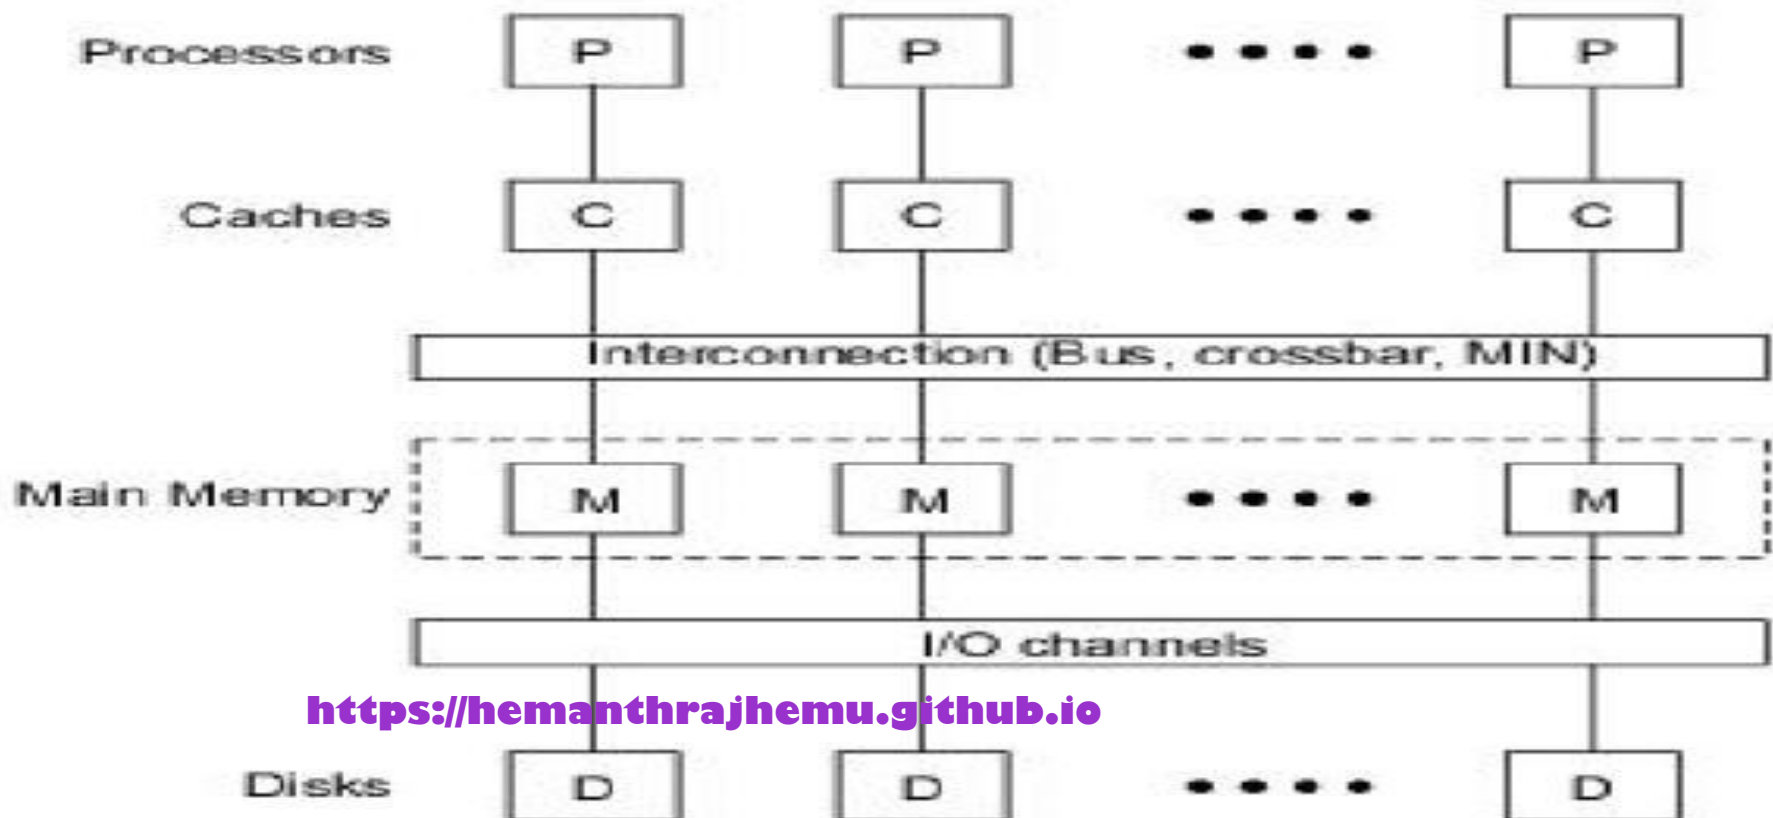 Processors P P P
Caches C C C
Interconnection (Bus, crossbar, MIN)
Main Memory M M M
I/O channels
https://hemanthrajhemu.github.io
Disks D D D